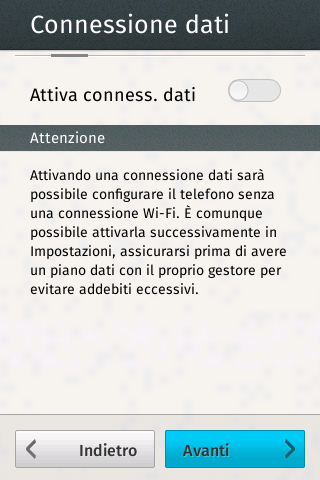 Connessione dati
Attiva conness. dati
Attenzione
Attivando una connessione dati sarà
possibile configurare il telefono senza
una connessione Wi-Fi. È comunque
possibile attivarla successivamente in
Impostazioni, assicurarsi prima di avere
un piano dati con il proprio gestore per
evitare addebiti eccessivi.
Indietro
Avanti